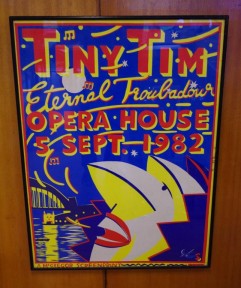 TINY TIM
Eternal Troubadour
OPERA·HOUSE
5 SEPT. 1982